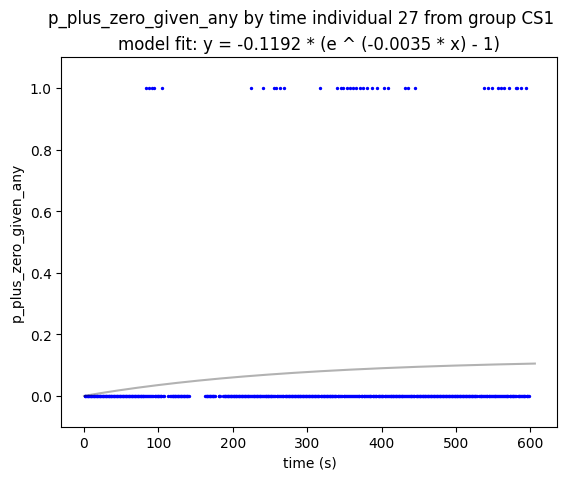 p_plus_zero_given_any by time individual 27 from group CS1
model fit: y = -0.1192 * (e ^ (-0.0035 * x) - 1)
1.0
0.8
0.6
0.4
0.2
0.0
p_plus_zero_given_any
0 100 200 300 400 500 600
time (s)